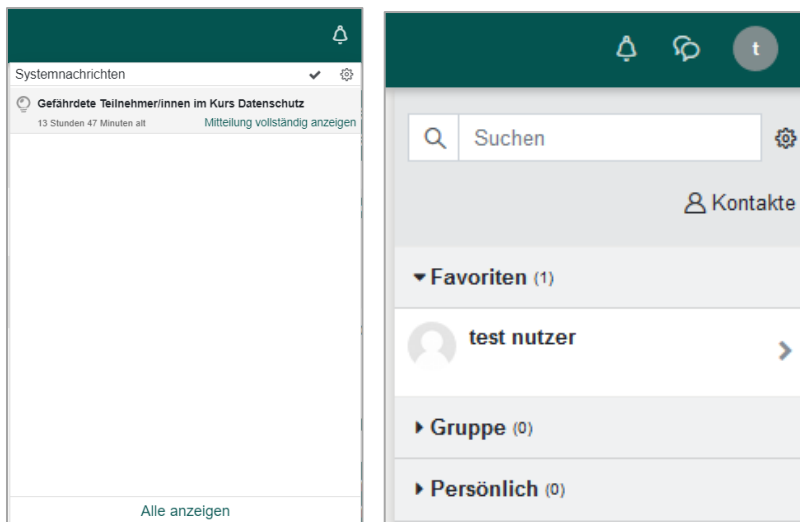 Systemnachrichten
Gefährdete Teilnehmer/innen im Kurs Datenschutz
13 Stunden 47 Minuten alt Mitteilung vollständig anzeigen
Alle anzeigen
t
Suchen
Kontakte
Favoriten (1)
test nutzer
Gruppe (0)
Persönlich (0)